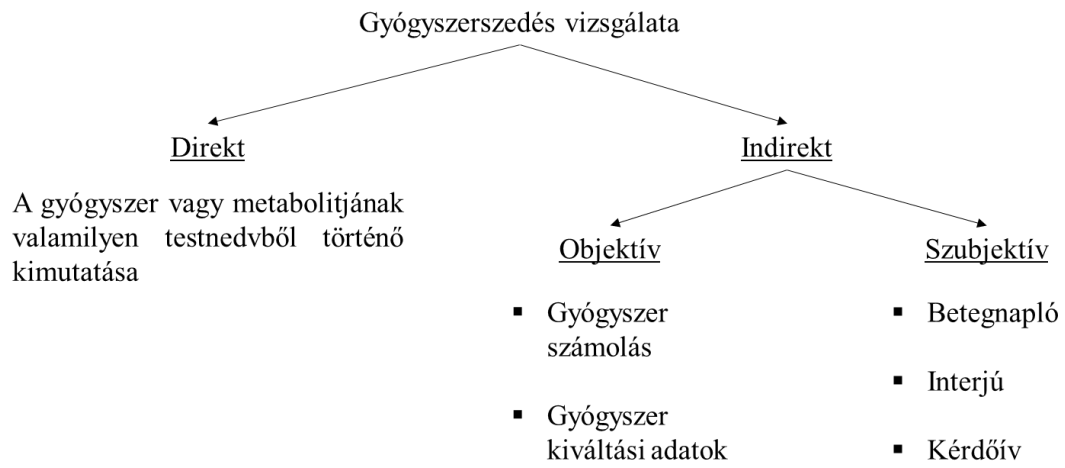 Gyógyszerszedés vizsgálata
Direkt
A gyógyszer vagy metabolitjának
valamilyen testnedvből történő
kimutatása
Indirekt
Objektív
▪ Gyógyszer
számolás
▪ Gyógyszer
kiváltási adatok
Szubjektív
▪ Betegnapló
▪ Interjú
▪ Kérdőív